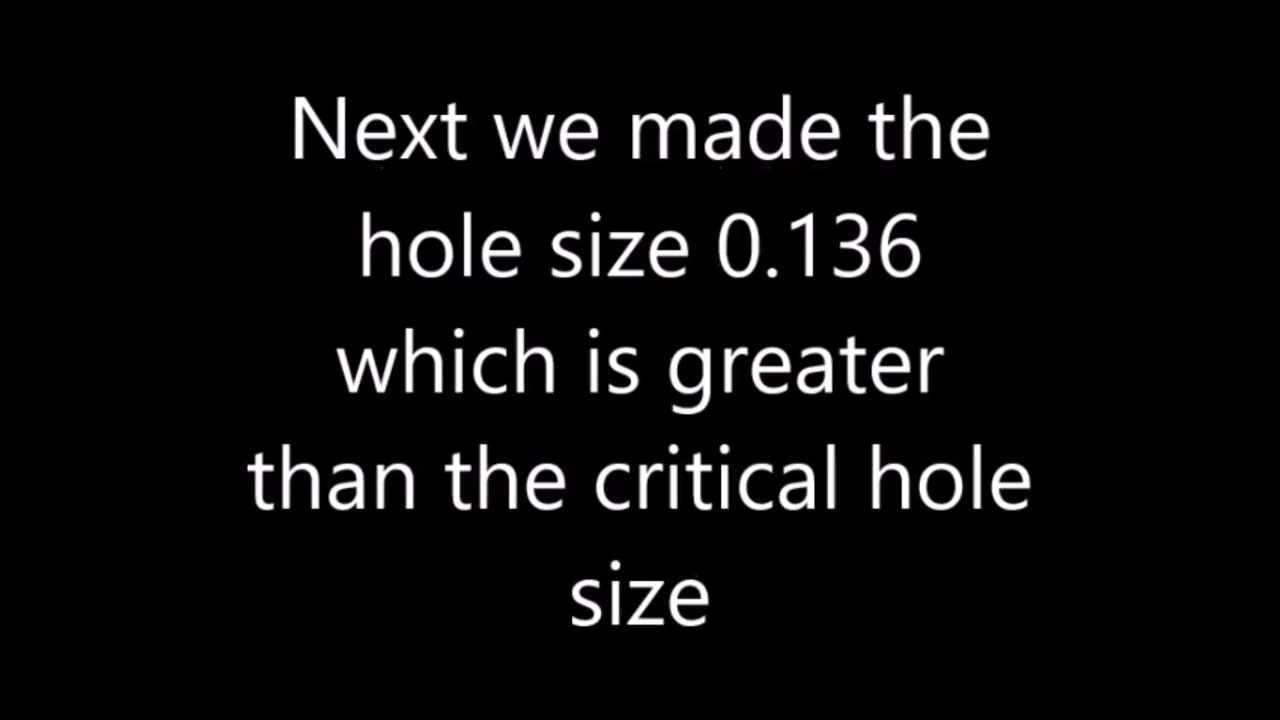 Next we made the
hole size 0.136
which is greater
than the critical hole
size